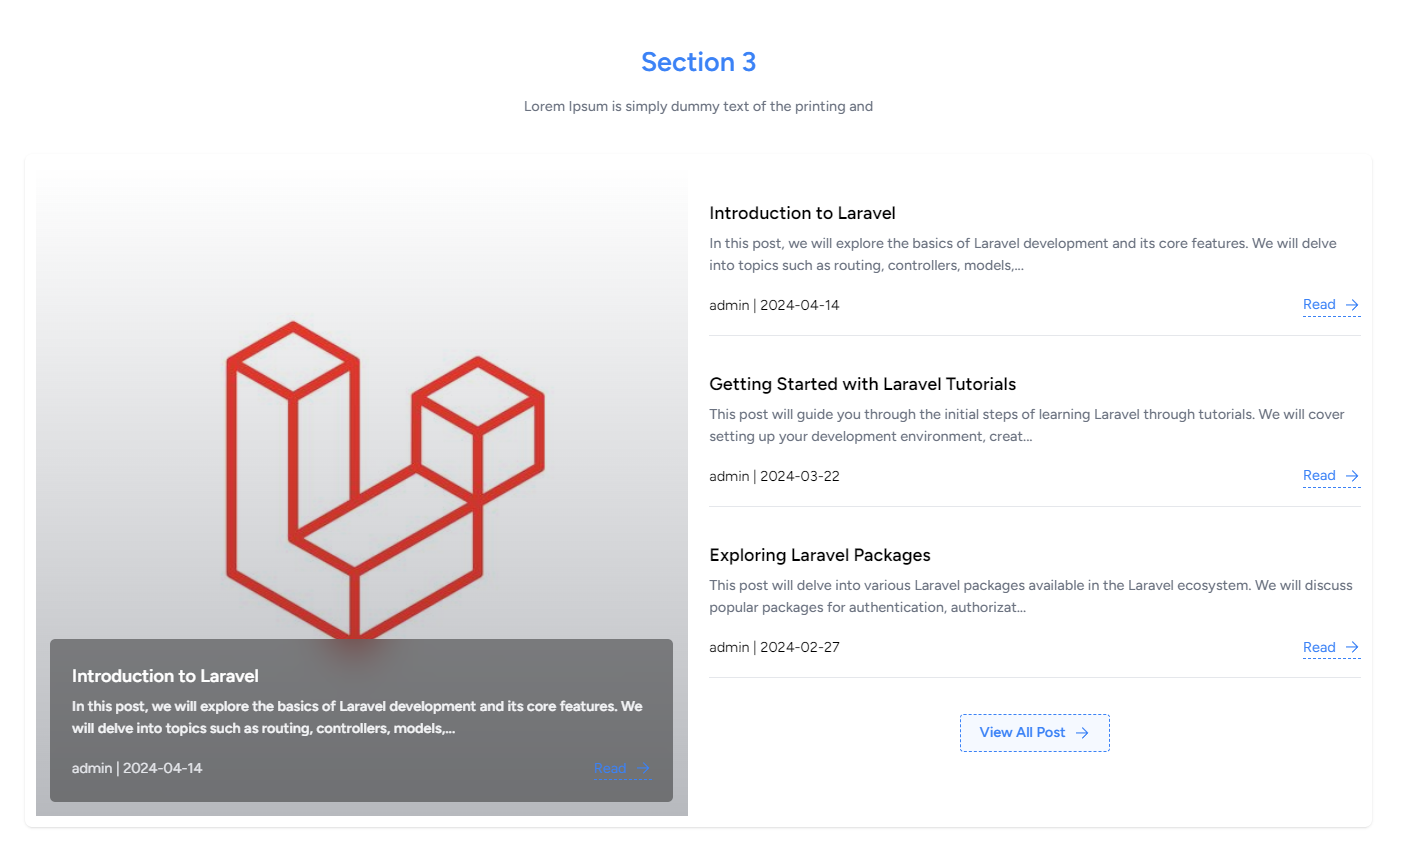 Section 3
Lorem Ipsum is simply dummy text of the printing and
Introduction to Laravel
In this post, we will explore the basics of Laravel development and its core features. We
will delve into topics such as routing, controllers, models,...
admin | 2024-04-14
Read
Introduction to Laravel
In this post, we will explore the basics of Laravel development and its core features. We will delve
into topics such as routing, controllers, models,...
admin | 2024-04-14
Read
Getting Started with Laravel Tutorials
This post will guide you through the initial steps of learning Laravel through tutorials. We will cover
setting up your development environment, creat...
admin | 2024-03-22
Read
Exploring Laravel Packages
This post will delve into various Laravel packages available in the Laravel ecosystem. We will discuss
popular packages for authentication, authorizat...
admin | 2024-02-27
Read
View All Post